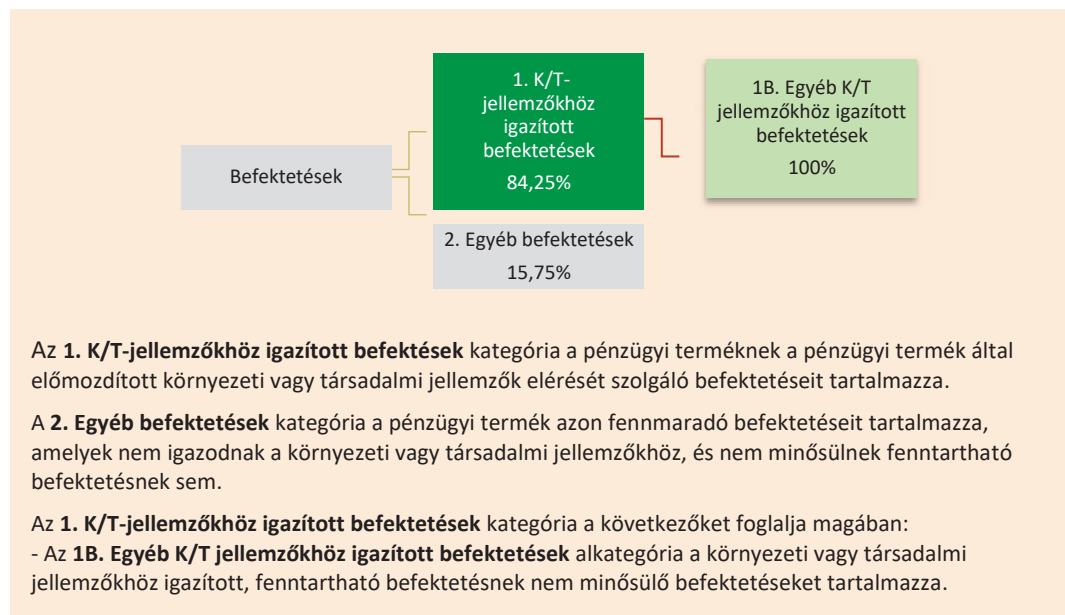 1. K/T-
jellemzőkhöz
igazított
befektetések
84,25%
1B. Egyéb K/T
jellemzőkhöz igazított
befektetések
100%
Befektetések
2. Egyéb befektetések
15,75%
Az 1. K/T-jellemzőkhöz igazított befektések kategória a pénzügyi terméknek a pénzügyi termék által
előmozdított környezeti vagy társadalmi jellemzők elérését szolgáló befektetéseit tartalmazza.
A 2. Egyéb befektetések kategória a pénzügyi termék azon fennmaradó befektetéseit tartalmazza,
amelyek nem igazodnak a környezeti vagy társadalmi jellemzőkhöz, és nem minősülnek fenntartható
befektetésnek sem.
Az 1. K/T-jellemzőkhöz igazított befektetések kategória a következőket foglalja magában:
- Az 1B. Egyéb K/T jellemzőkhöz igazított befektetések alkategória a környezeti vagy társadalmi
jellemzőkhöz igazított, fenntartható befektetésnek nem minősülő befektetéseket tartalmazza.